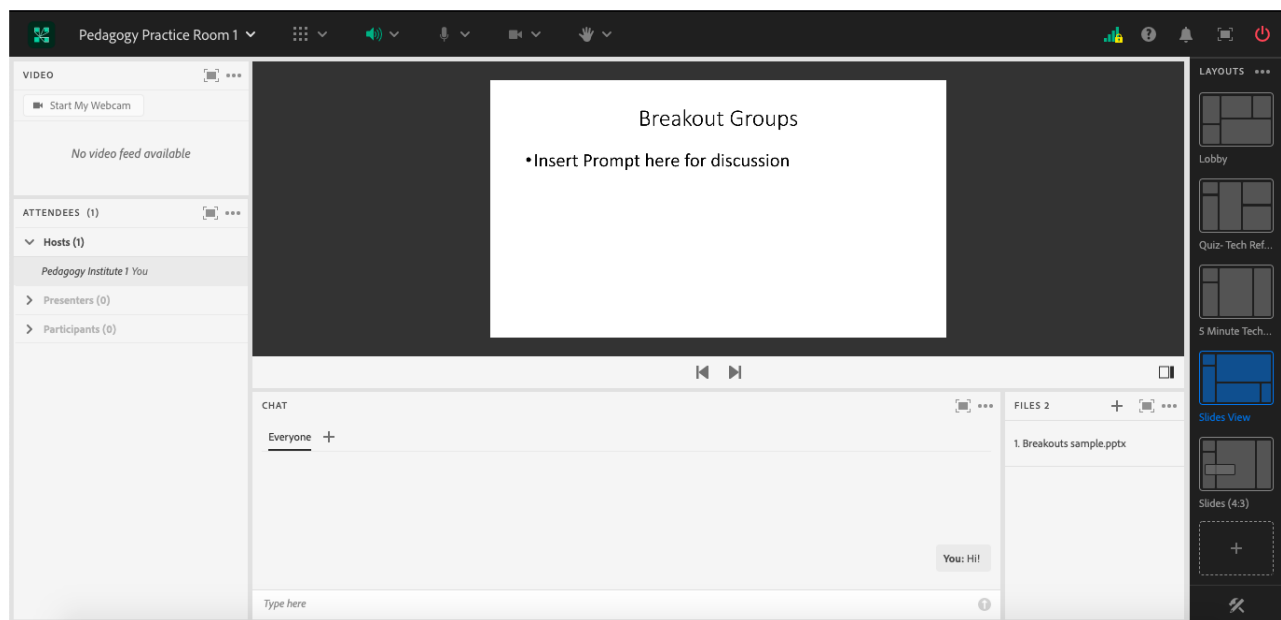 Pedagogy Practice Room 1
VIDEO
Start My Webcam
No video feed available
ATTENDEES (1)
Hosts (1)
Pedagogy Institute 1 You
Presenters (0)
Participants (0)
Breakout Groups
•Insert Prompt here for discussion
CHAT
Everyone
You: Hi!
Type here
FILES 2
1. Breakouts sample.pptx
LAYOUTS
Lobby
Quiz- Tech Ref...
5 Minute Tech...
Slides View
Slides (4:3)